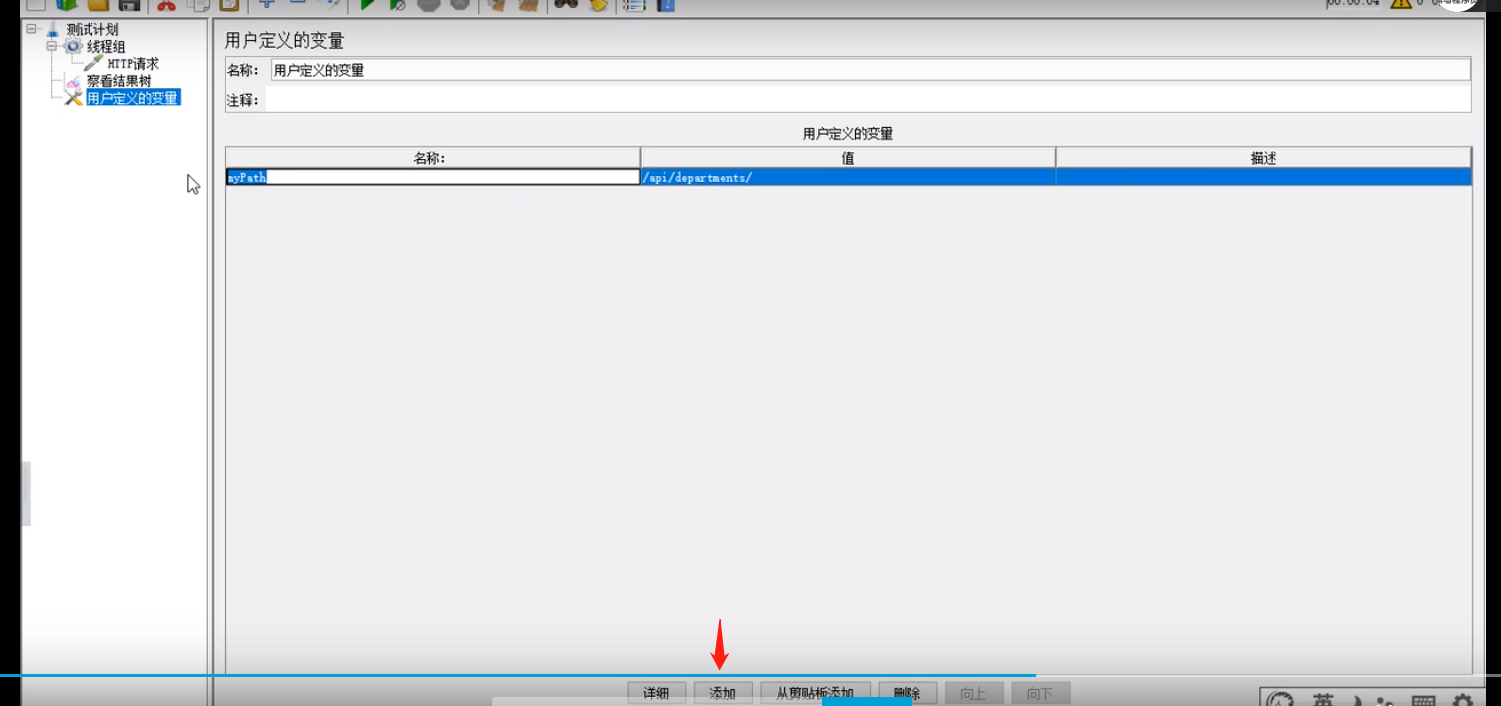 00:00:04
0
测试计划
线程组
HTTP请求
察看结果树
用户定义的变量
用户定义的变量
名称： 用户定义的变量
注释：
用户定义的变量
名称： 值 描述
myPath /api/departments/
详细 添加 从剪贴板添加 删除 向上 向下
英